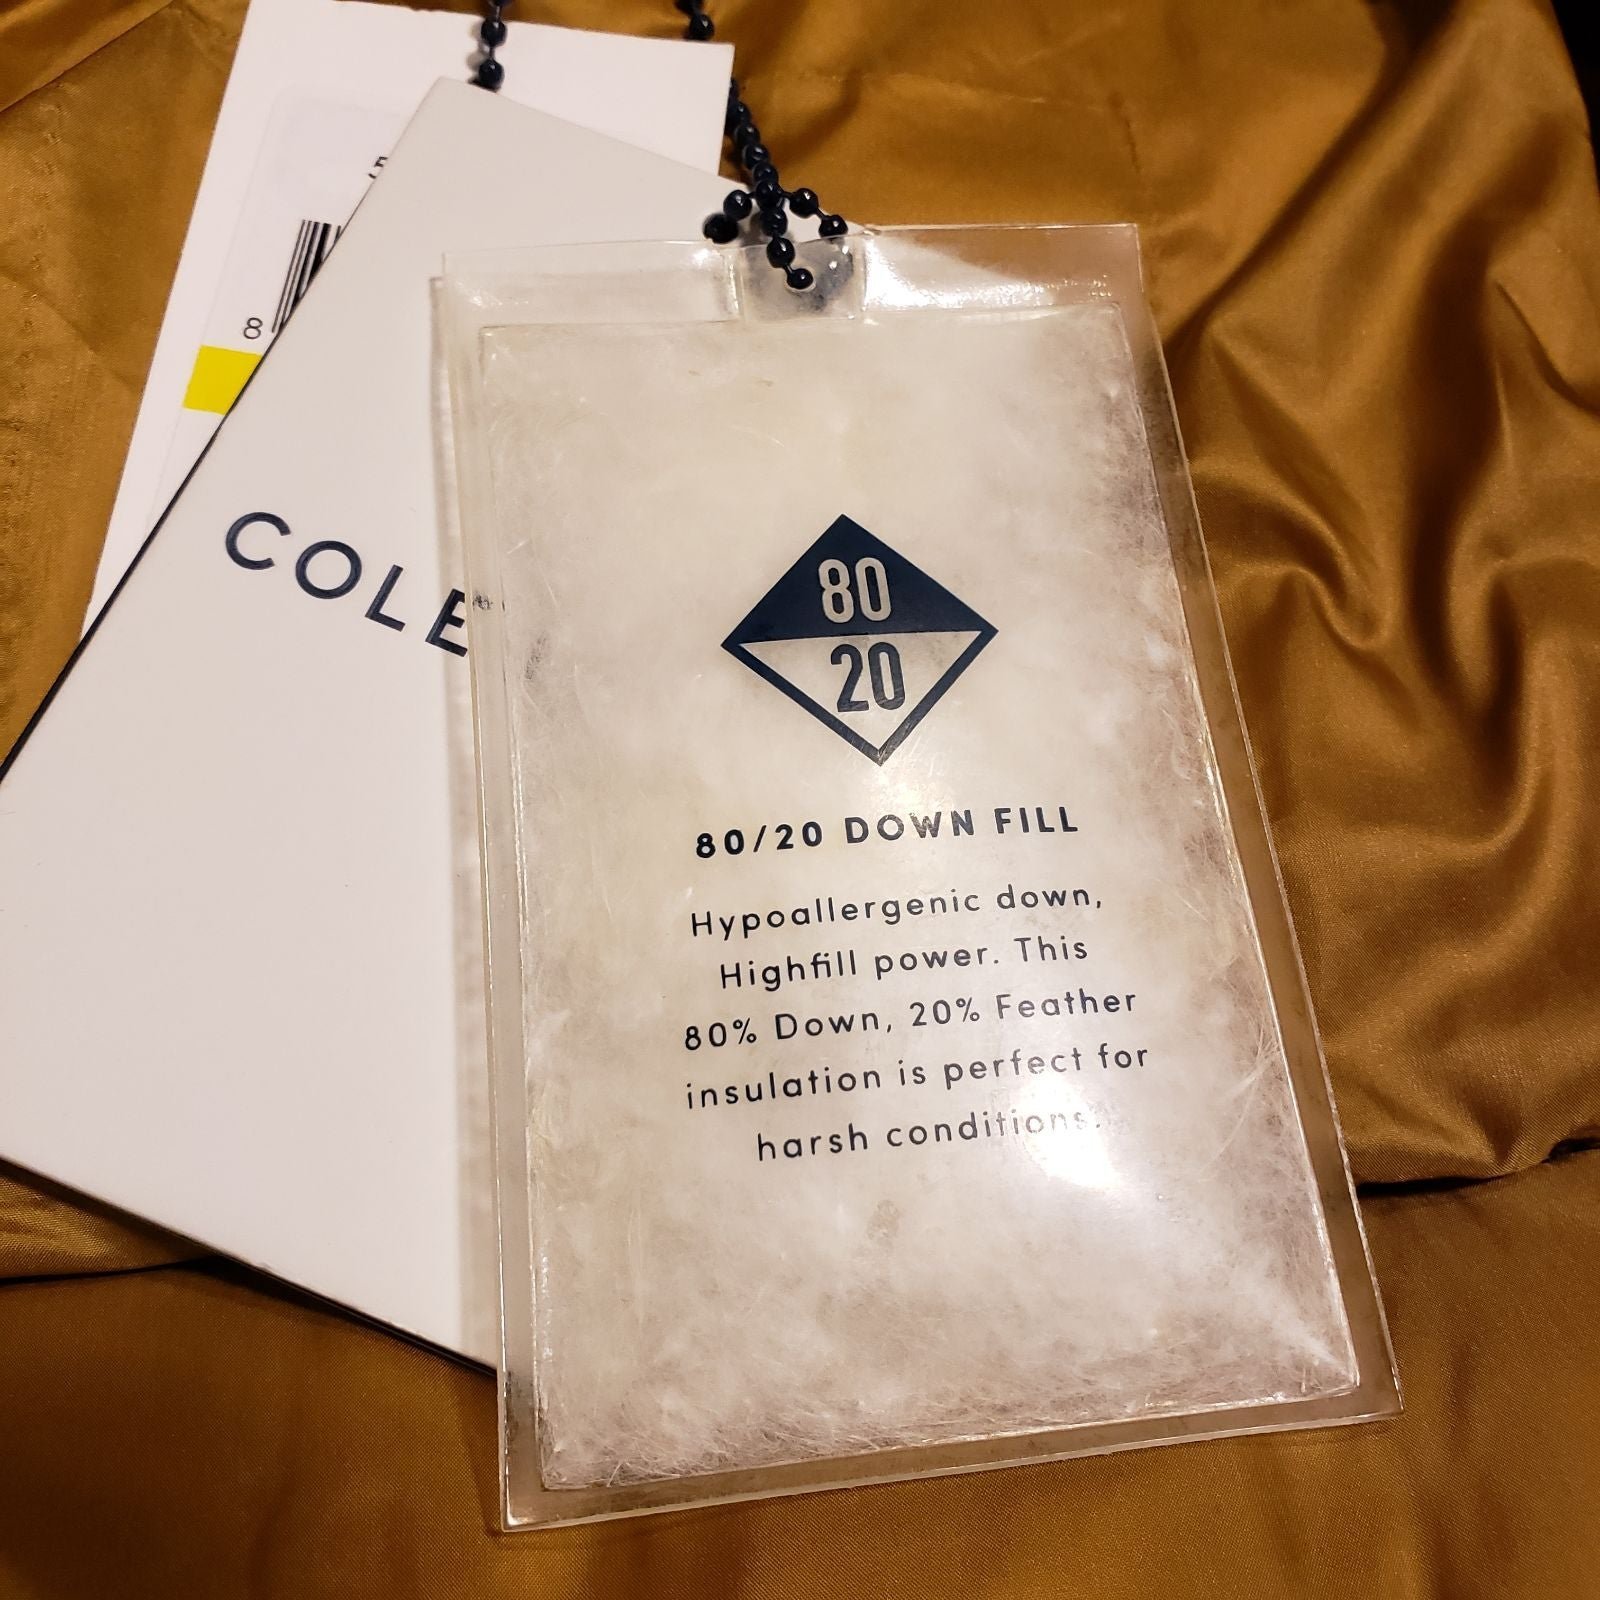 5
8
COLE
80
20
80/20 DOWN FILL
Hypoallergenic down,
Highfill power. This
80% Down, 20% Feather
insulation is perfect for
harsh conditions.